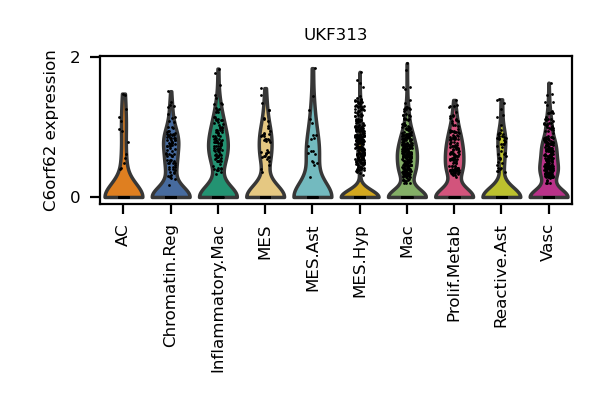 UKF313
C6orf62 expression
2
0
AC
Chromatin.Reg
Inflammatory.Mac
MES
MES.Ast
MES.Hyp
Mac
Prolif.Metab
Reactive.Ast
Vasc